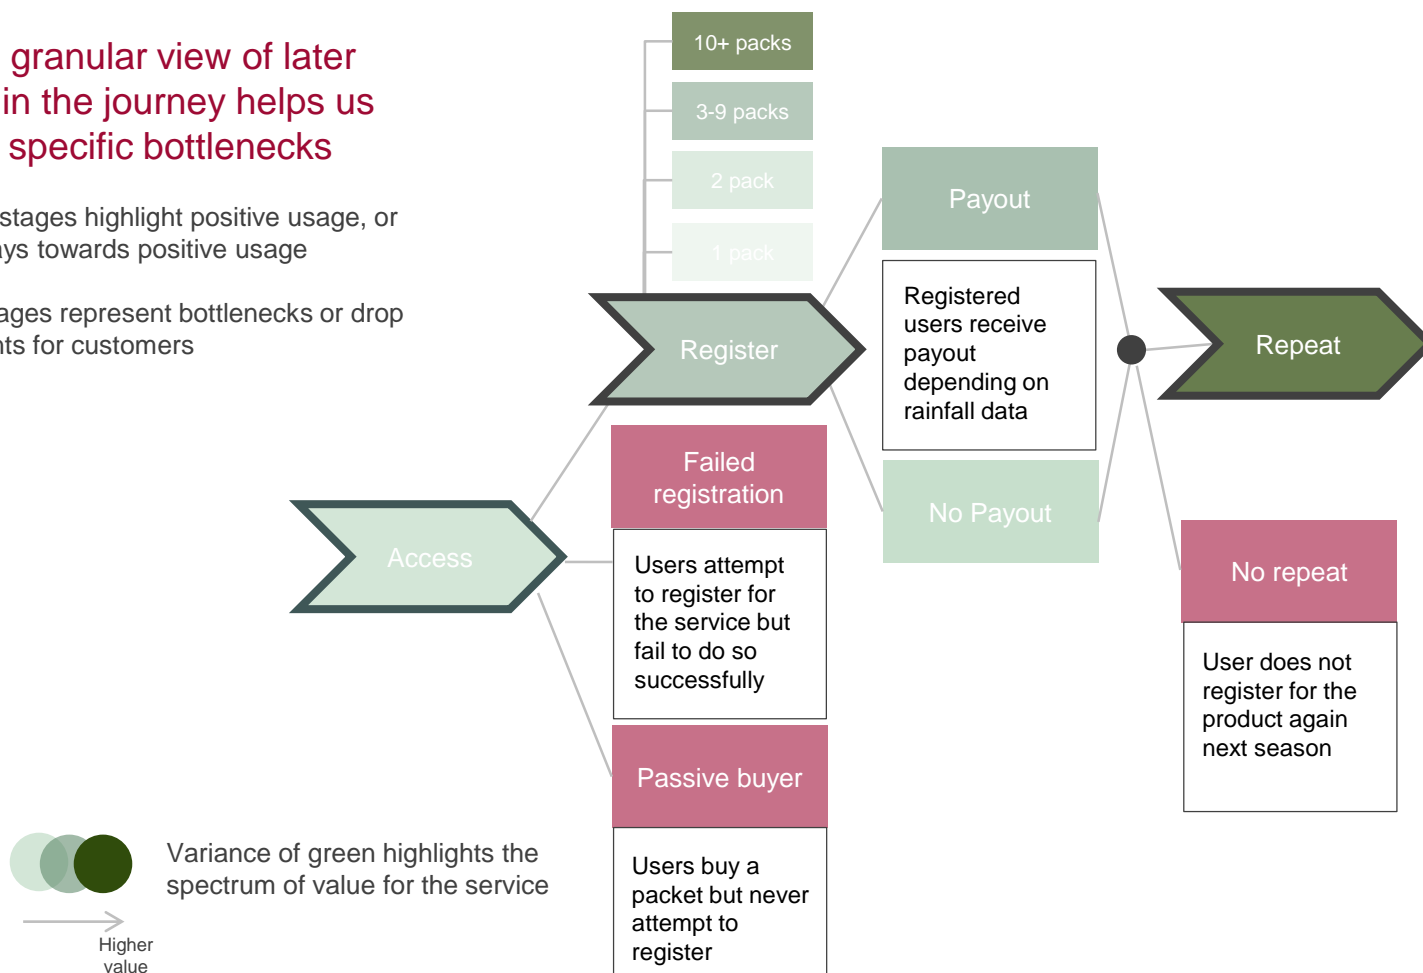 granular view of later
in the journey helps us
specific bottlenecks
stages highlight positive usage, or
towards positive usage
represent bottlenecks or drop
for customers
10+ packs
3-9 packs
2 pack
1 pack
Register
Payout
Registered
users receive
payout
depending on
rainfall data
No Payout
Repeat
Access
Failed
registration
Users attempt
to register for
the service but
fail to do so
successfully
Passive buyer
Users buy a
packet but never
attempt to
register
No repeat
User does not
register for the
product again
next season
Variance of green highlights the
spectrum of value for the service
Higher
value